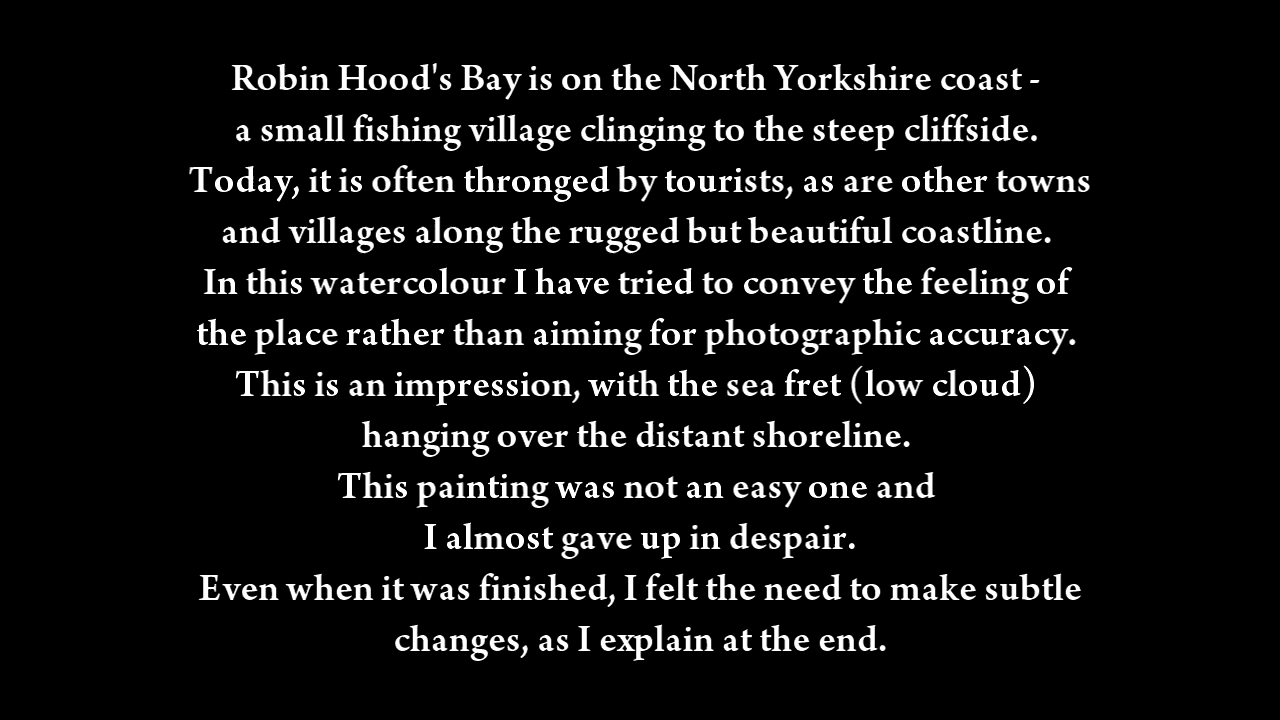 Robin Hood's Bay is on the North Yorkshire coast -
a small fishing village clinging to the steep cliffside.
Today, it is often thronged by tourists, as are other towns
and villages along the rugged but beautiful coastline.
In this watercolour I have tried to convey the feeling of
the place rather than aiming for photographic accuracy.
This is an impression, with the sea fret (low cloud)
hanging over the distant shoreline.
This painting was not an easy one and
I almost gave up in despair.
Even when it was finished, I felt the need to make subtle
changes, as I explain at the end.